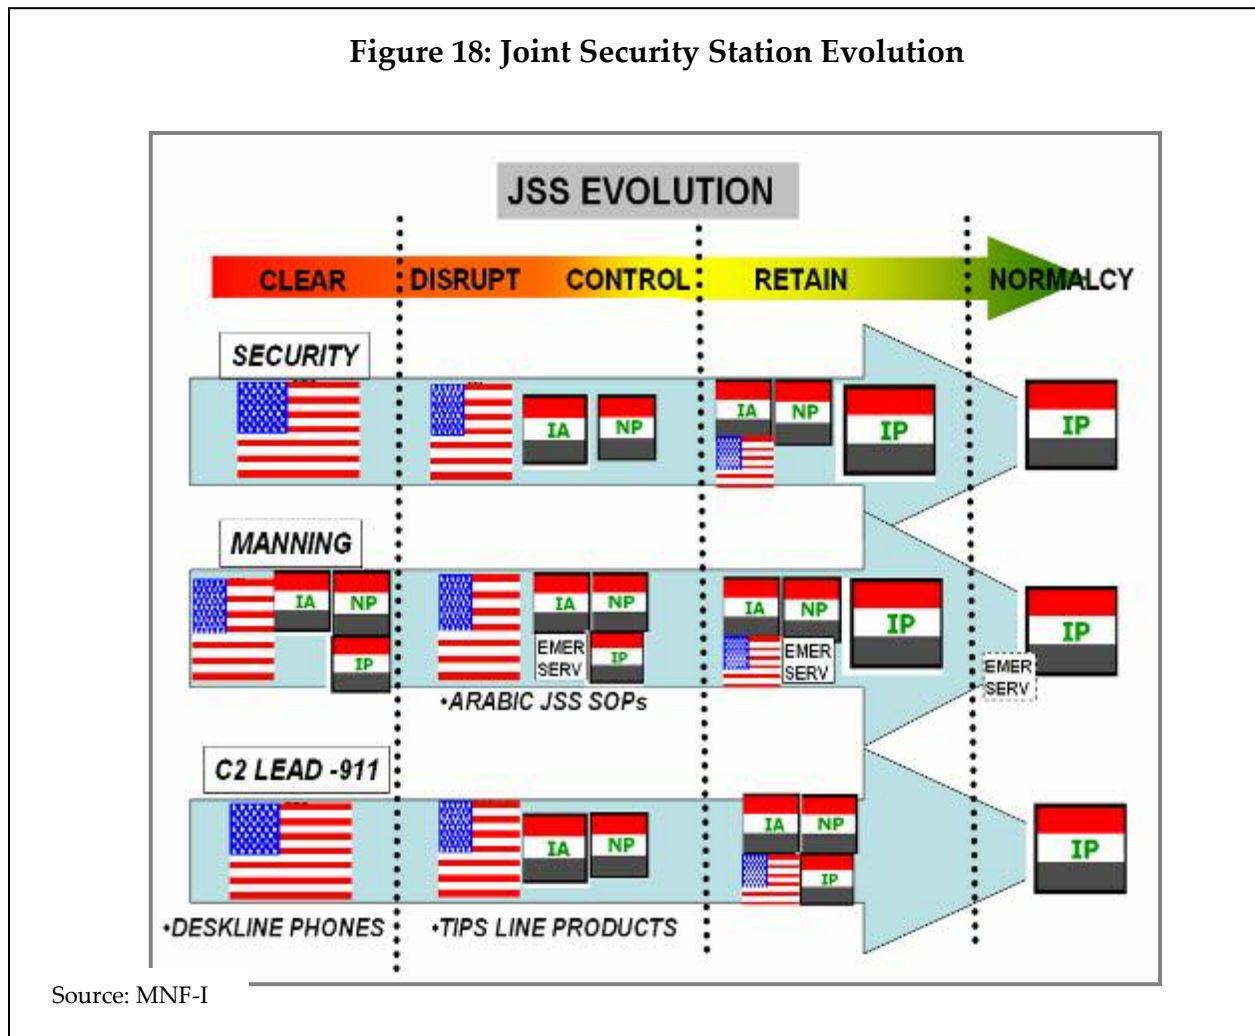 Figure 18: Joint Security Station Evolution
JSS EVOLUTION
CLEAR DISRUPT CONTROL RETAIN NORMALCY
SECURITY
IA NP IA NP IP IP
MANNING
IA NP IA NP IA NP IP IP
IP EMER SERV IP EMER SERV EMER SERV
•ARABIC JSS SOPs
C2 LEAD -911
IA NP IA NP IP
IP
•DESKLINE PHONES •TIPS LINE PRODUCTS
Source: MNF-I